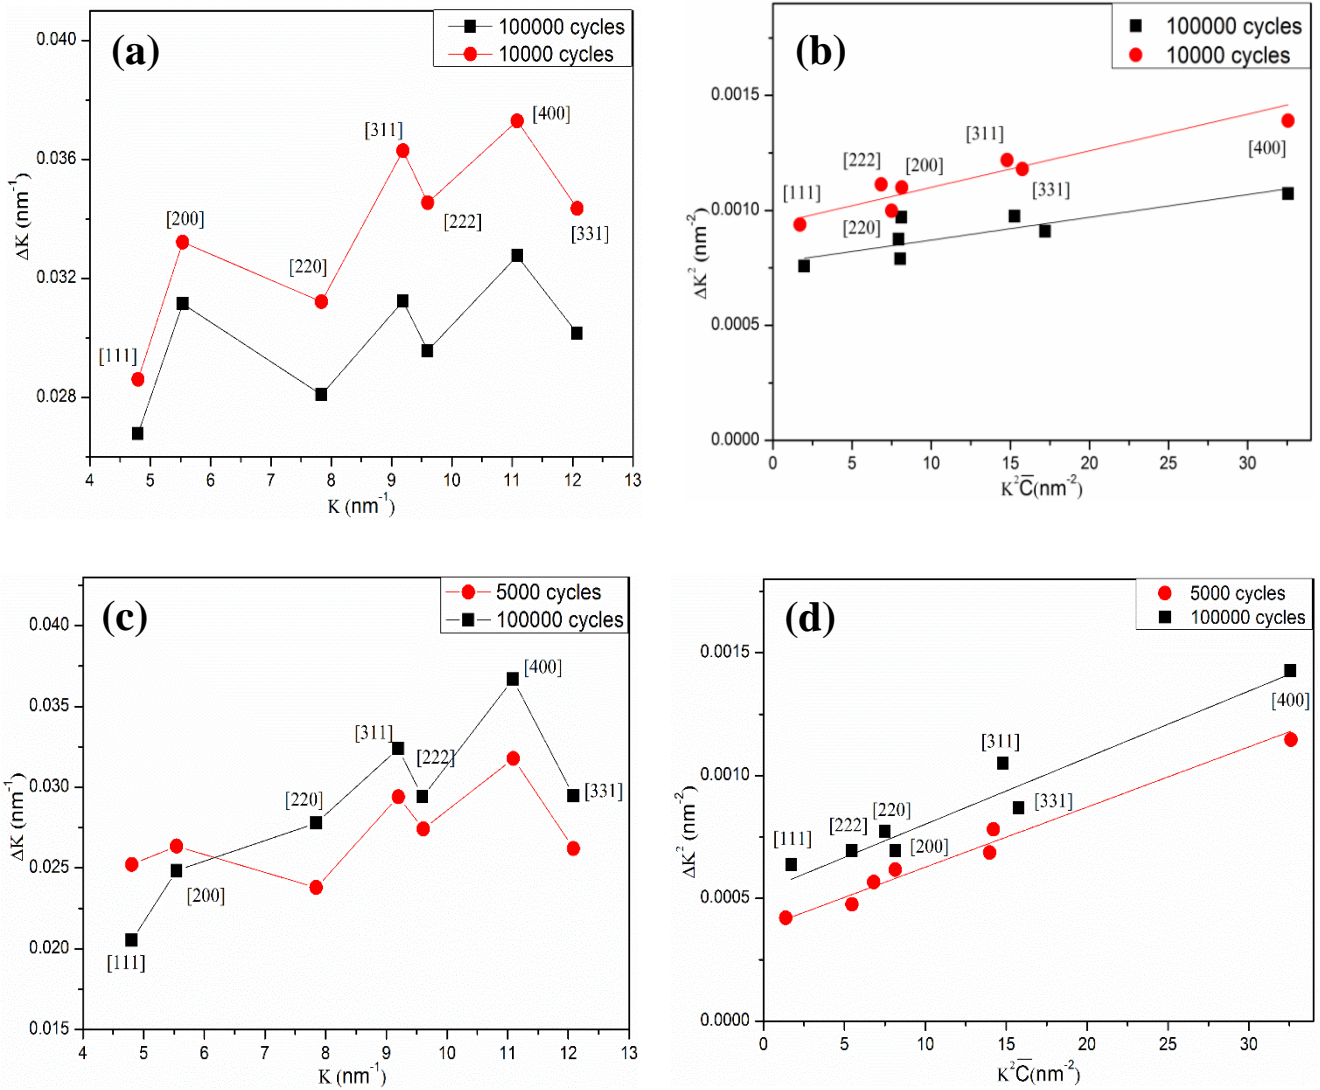 (a)
100000 cycles
10000 cycles
0.040
0.036
0.032
0.028
ΔK (nm⁻¹)
[111]
[200]
[220]
[311]
[222]
[400]
[331]
4 5 6 7 8 9 10 11 12 13
K (nm⁻¹)
(b)
100000 cycles
10000 cycles
0.0015
0.0010
0.0005
0.0000
ΔK² (nm⁻²)
[111]
[222]
[200]
[220]
[311]
[331]
[400]
0 5 10 15 20 25 30
K²C̅(nm⁻²)
(c)
5000 cycles
100000 cycles
0.040
0.035
0.030
0.025
0.020
0.015
ΔK (nm⁻¹)
[111]
[200]
[220]
[311]
[222]
[400]
[331]
4 5 6 7 8 9 10 11 12 13
K (nm⁻¹)
(d)
5000 cycles
100000 cycles
0.0015
0.0010
0.0005
0.0000
ΔK² (nm⁻²)
[111]
[222]
[220]
[200]
[311]
[331]
[400]
0 5 10 15 20 25 30
K²C̅(nm⁻²)